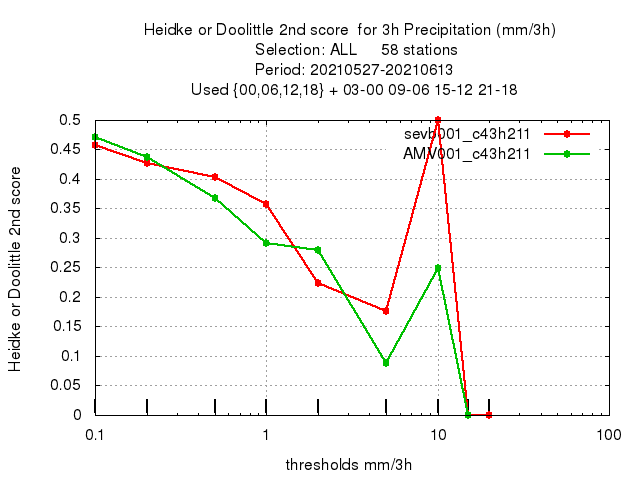 Heidke or Doolittle 2nd score  for 3h Precipitation (mm/3h)
Selection: ALL     58 stations
Period: 20210527-20210613
Used {00,06,12,18} + 03-00 09-06 15-12 21-18
sevb001_c43h211
AMV001_c43h211
Heidke or Doolittle 2nd score
0.5
0.45
0.4
0.35
0.3
0.25
0.2
0.15
0.1
0.05
0
0.1 1 10 100
thresholds mm/3h